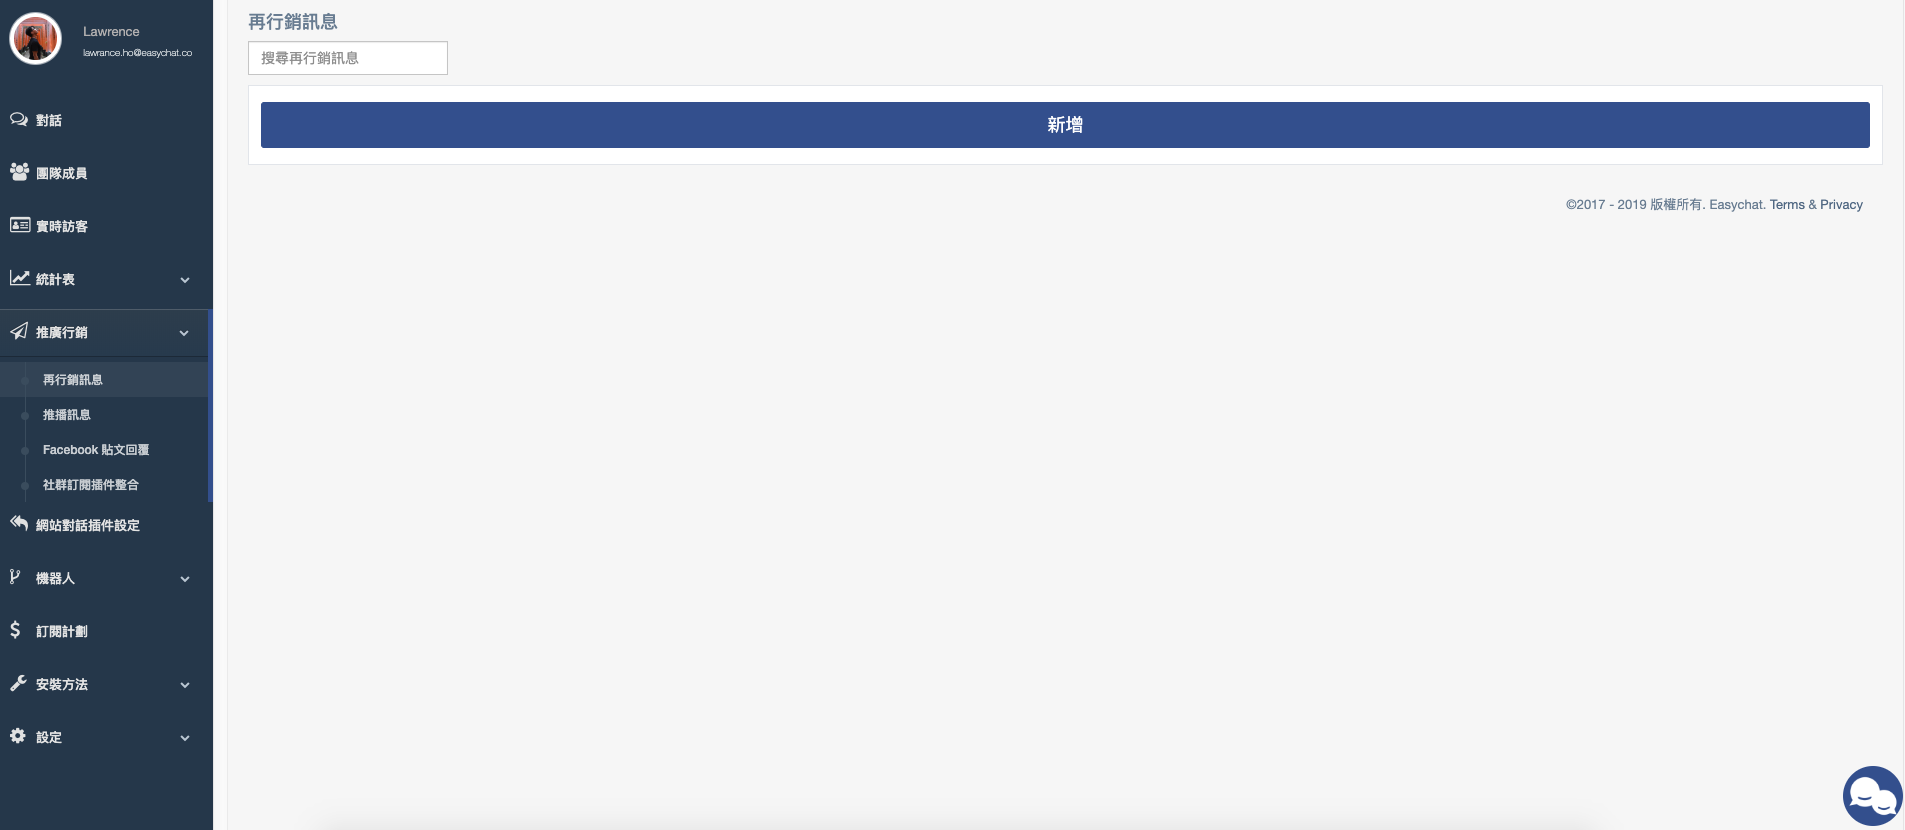 Lawrence
lawrance.ho@easychat.co
對話
團隊成員
實時訪客
統計表
推廣行銷
再行銷訊息
推播訊息
Facebook 貼文回覆
社群訂閱插件整合
網站對話插件設定
機器人
訂閱計劃
安裝方法
設定
再行銷訊息
搜尋再行銷訊息
新增
©2017 - 2019 版權所有. Easychat. Terms & Privacy